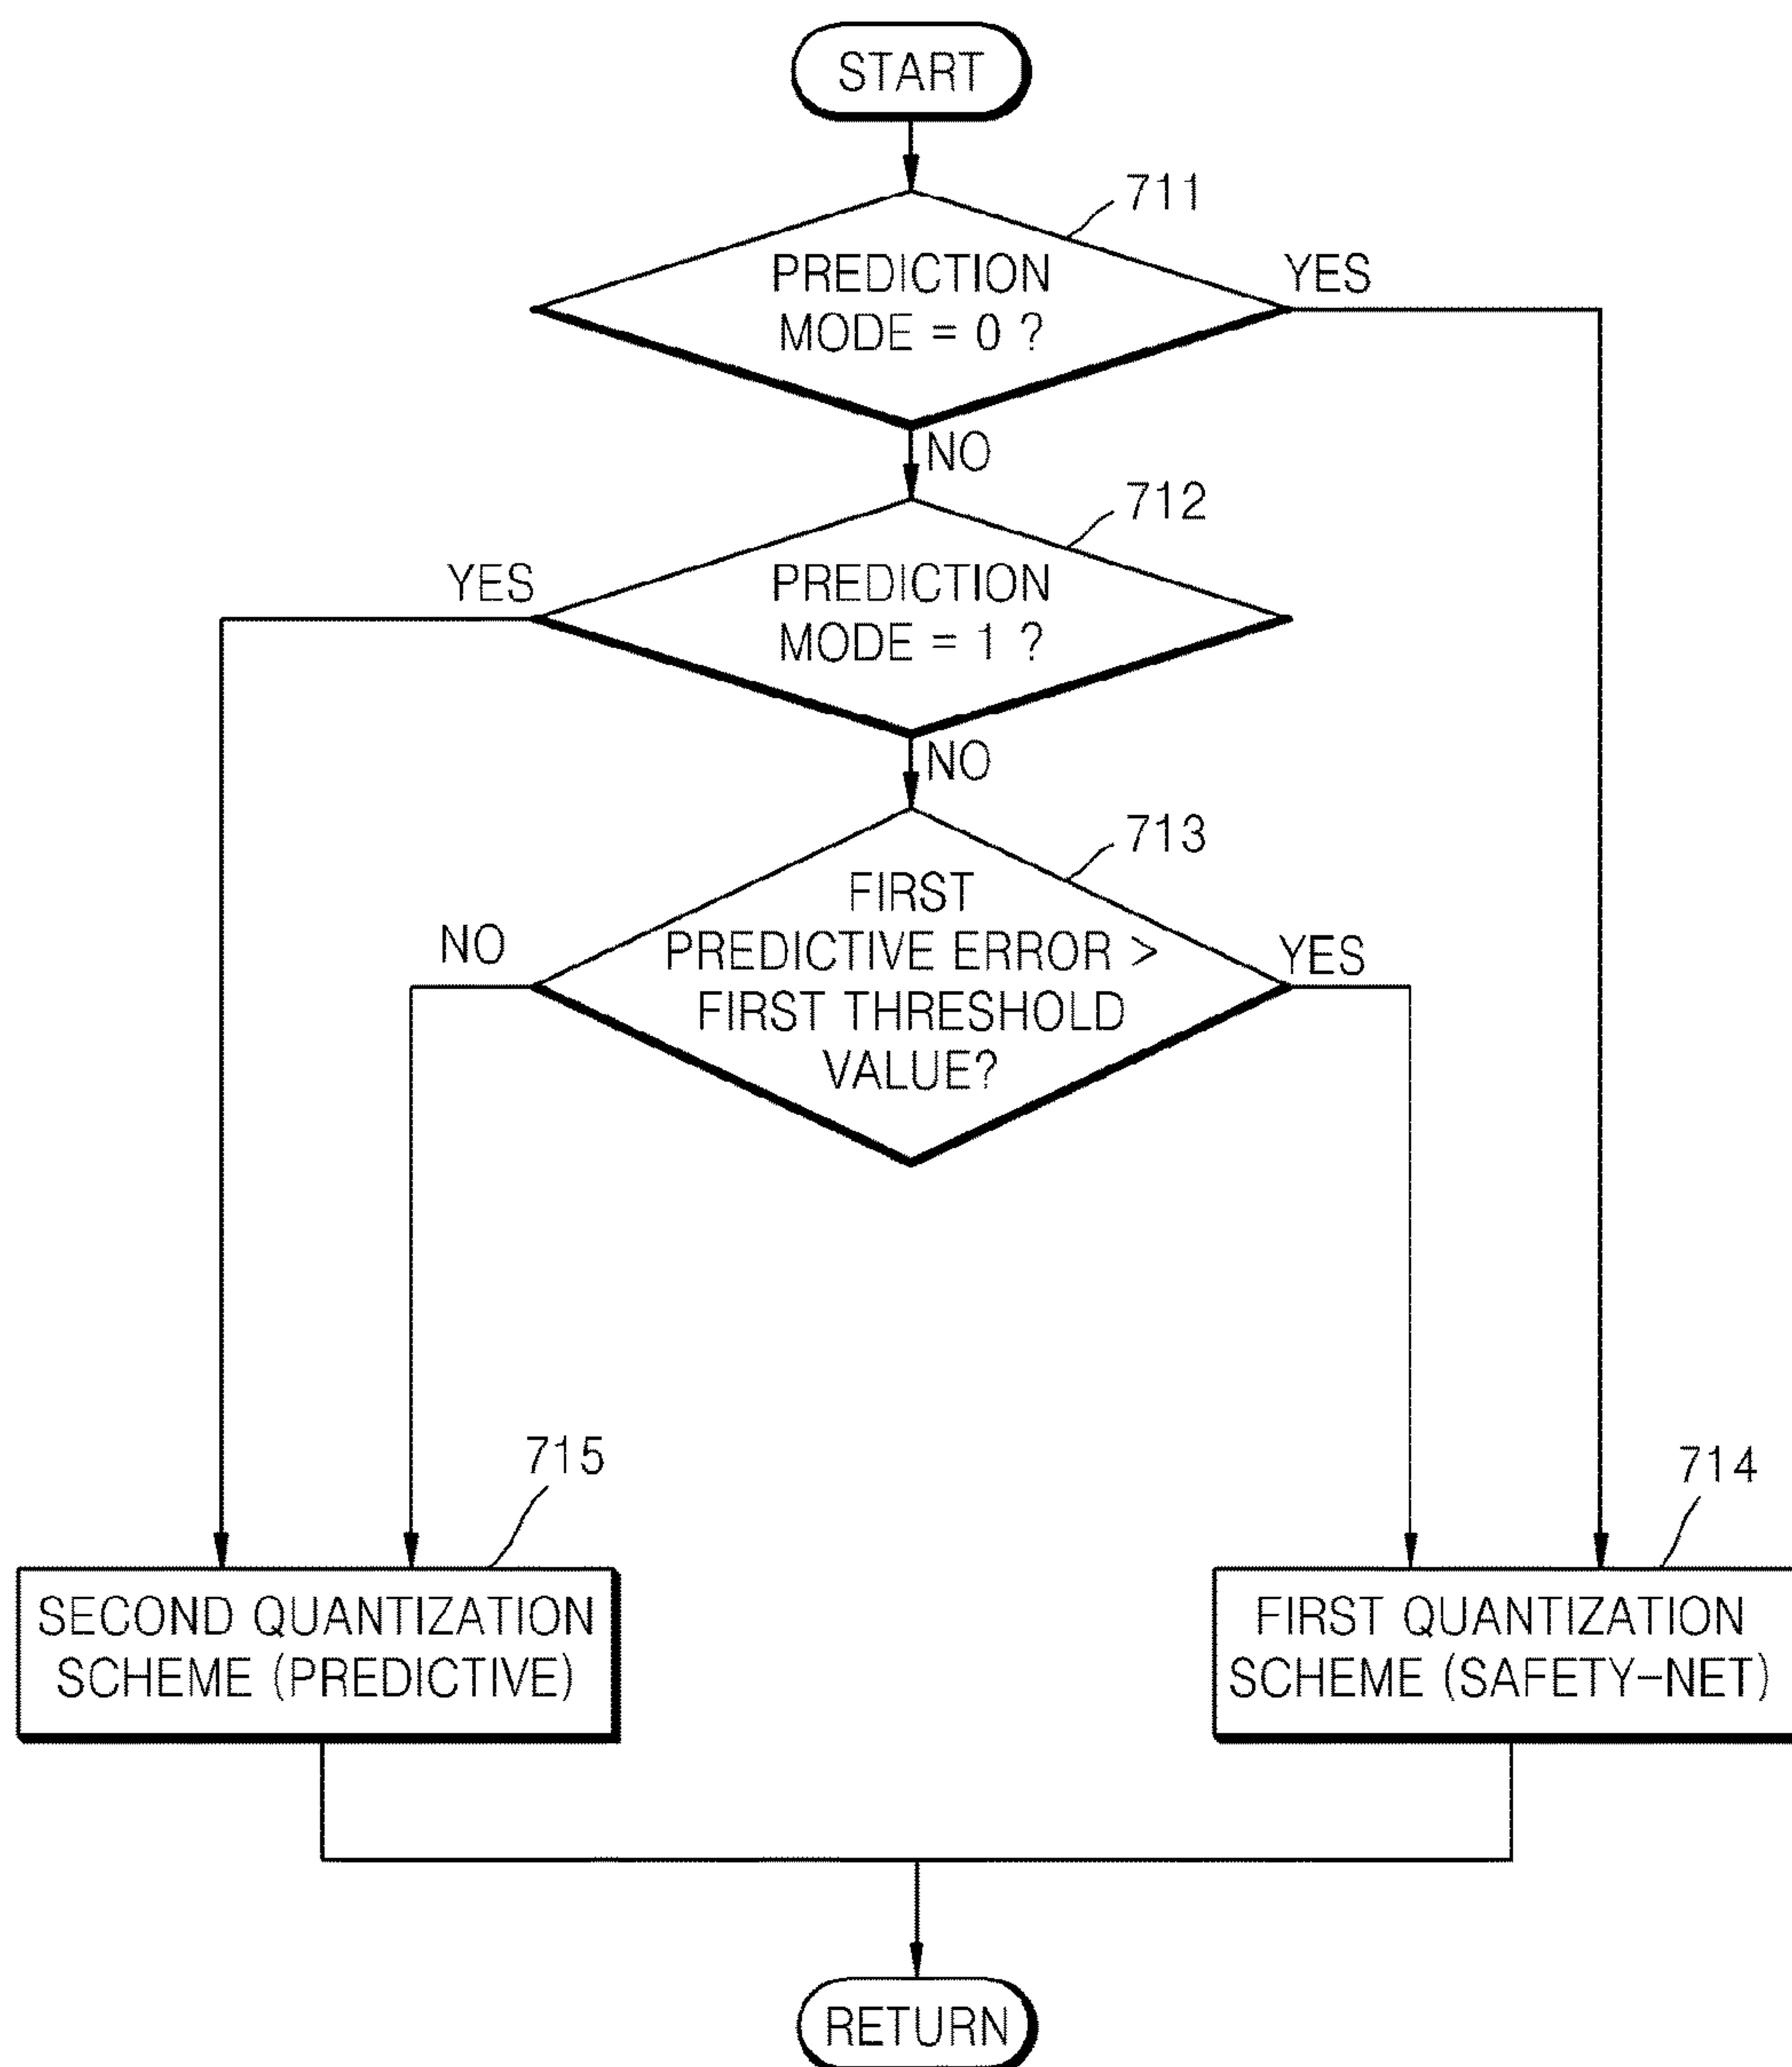 START
711
PREDICTION
MODE = 0 ?
YES
NO
712
PREDICTION
MODE = 1 ?
YES
NO
713
FIRST
PREDICTIVE ERROR >
FIRST THRESHOLD
VALUE?
NO
YES
715
SECOND QUANTIZATION
SCHEME (PREDICTIVE)
714
FIRST QUANTIZATION
SCHEME (SAFETY-NET)
RETURN